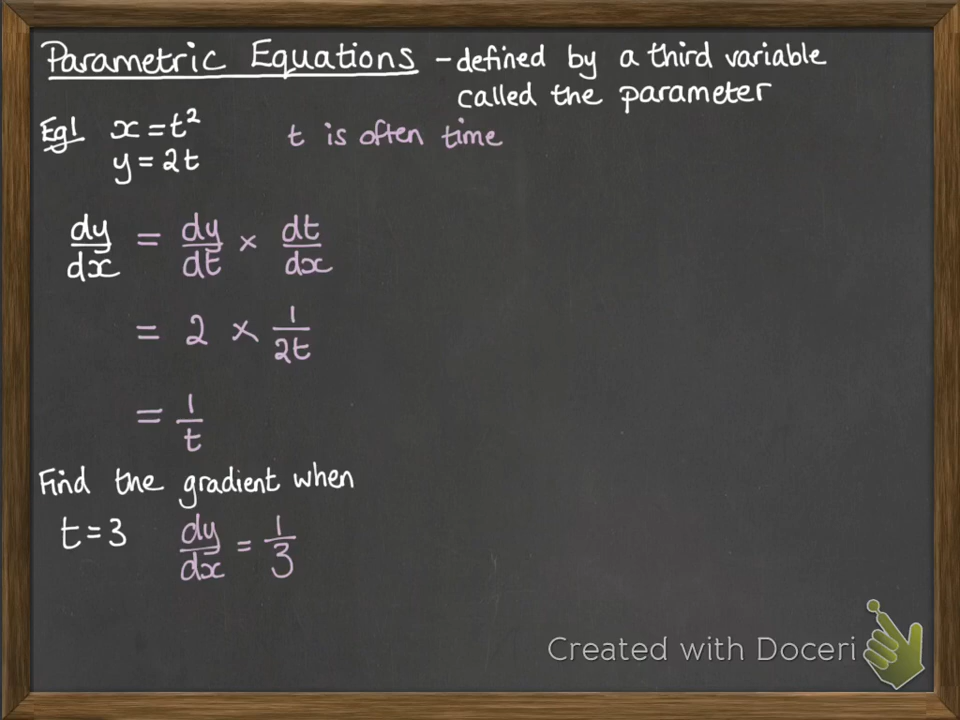 Parametric Equations - defined by a third variable
called the parameter
Eg1 x = t²
t is often time
y = 2t
dy/dx = dy/dt × dt/dx
= 2 × 1/2t
= 1/t
Find the gradient when
t = 3 dy/dx = 1/3
Created with Doceri